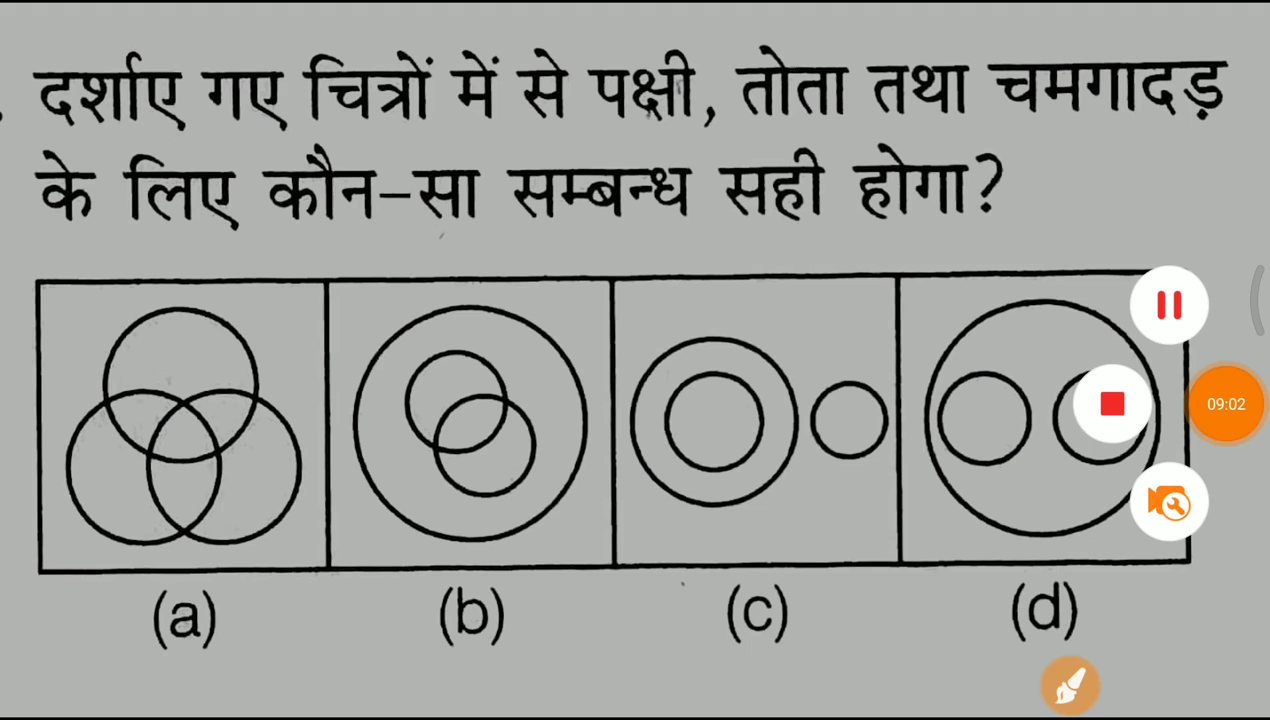 . दर्शाए गए चित्रों में से पक्षी, तोता तथा चमगादड़
के लिए कौन-सा सम्बन्ध सही होगा?
09:02
(a) (b) (c) (d)